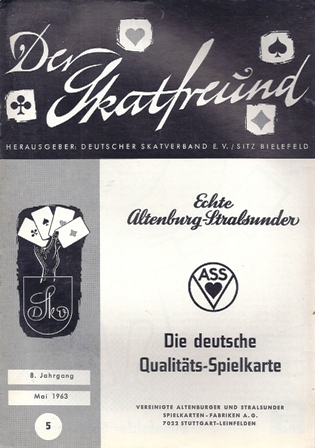 Der
Skatfreund
HERAUSGEBER: DEUTSCHER SKATVERBAND E. V. / SITZ BIELEFELD
Echte
Altenburg-Stralsunder
ASS
Die deutsche
Qualitäts-Spielkarte
DSkV
8. Jahrgang
Mai 1963
5
VEREINIGTE ALTENBURGER UND STRALSUNDER
SPIELKARTEN-FABRIKEN A. G.
7022 STUTTGART-LEINFELDEN